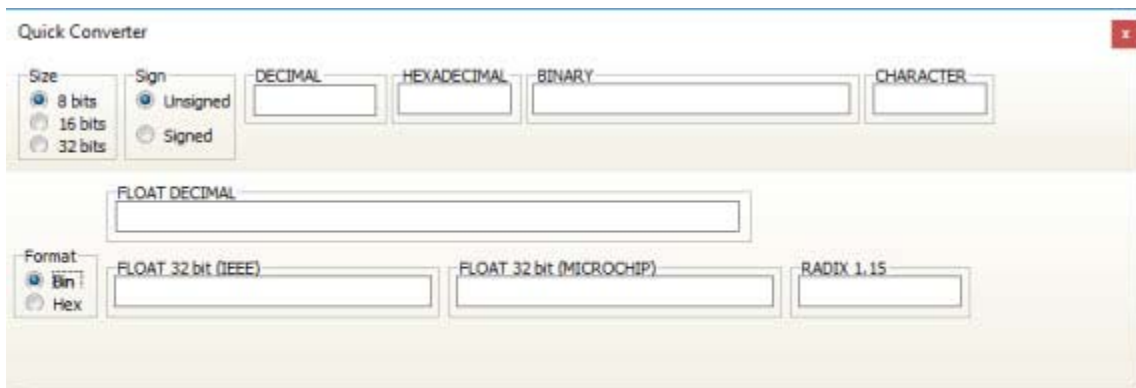 Quick Converter
x
Size
8 bits
16 bits
32 bits
Sign
Unsigned
Signed
DECIMAL
HEXADECIMAL
BINARY
CHARACTER
FLOAT DECIMAL
Format
Bin
Hex
FLOAT 32 bit (IEEE)
FLOAT 32 bit (MICROCHIP)
RADIX 1.15